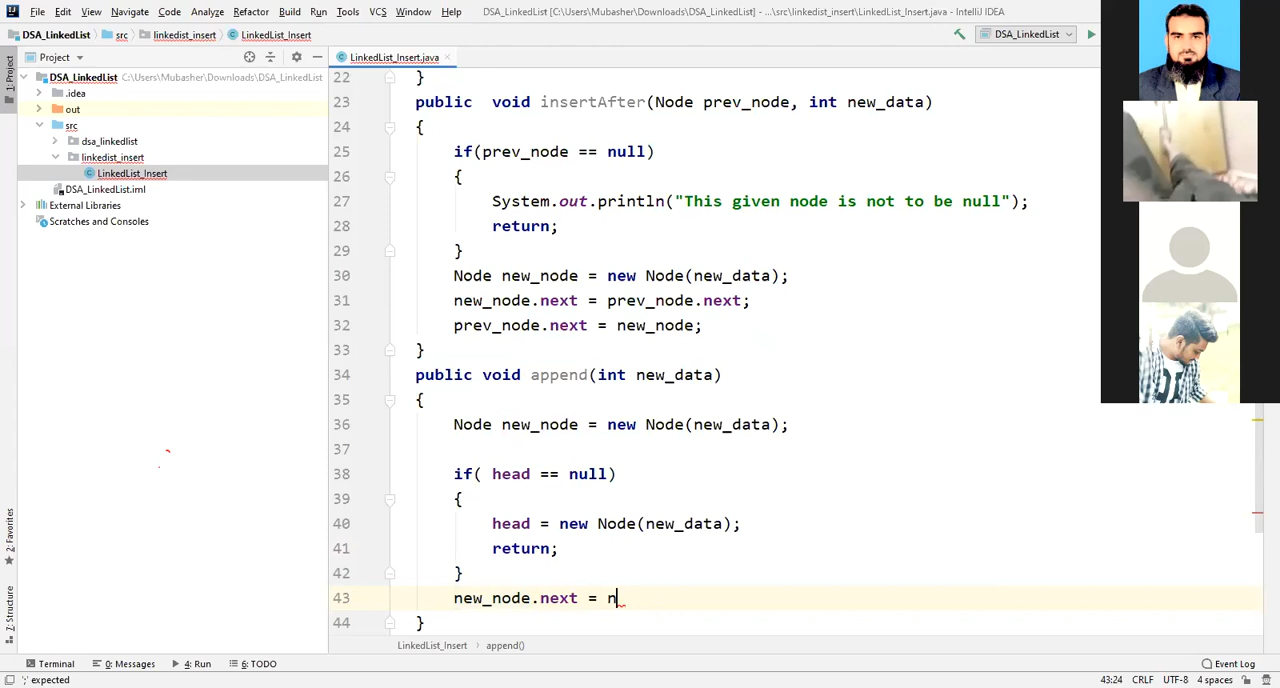 File Edit View Navigate Code Analyze Refactor Build Run Tools VCS Window Help DSA_LinkedList [C:\Users\Mubasher\Downloads\DSA_LinkedList] - ...\src\linkedist_insert\LinkedList_Insert.java - IntelliJ IDEA
DSA_LinkedList src linkedist_insert LinkedList_Insert DSA_LinkedList
Project LinkedList_Insert.java
1: Project
DSA_LinkedList C:\Users\Mubasher\Downloads\DSA_LinkedList
.idea
out
src
dsa_linkedlist
linkedist_insert
LinkedList_Insert
DSA_LinkedList.iml
External Libraries
Scratches and Consoles
22 }
23 public void insertAfter(Node prev_node, int new_data)
24 {
25 if(prev_node == null)
26 {
27 System.out.println("This given node is not to be null");
28 return;
29 }
30 Node new_node = new Node(new_data);
31 new_node.next = prev_node.next;
32 prev_node.next = new_node;
33 }
34 public void append(int new_data)
35 {
36 Node new_node = new Node(new_data);
37
38 if( head == null)
39 {
40 head = new Node(new_data);
41 return;
42 }
43 new_node.next = n
44 }
2: Favorites
7: Structure
LinkedList_Insert append()
Terminal 0: Messages 4: Run 6: TODO Event Log
';' expected 43:24 CRLF UTF-8 4 spaces